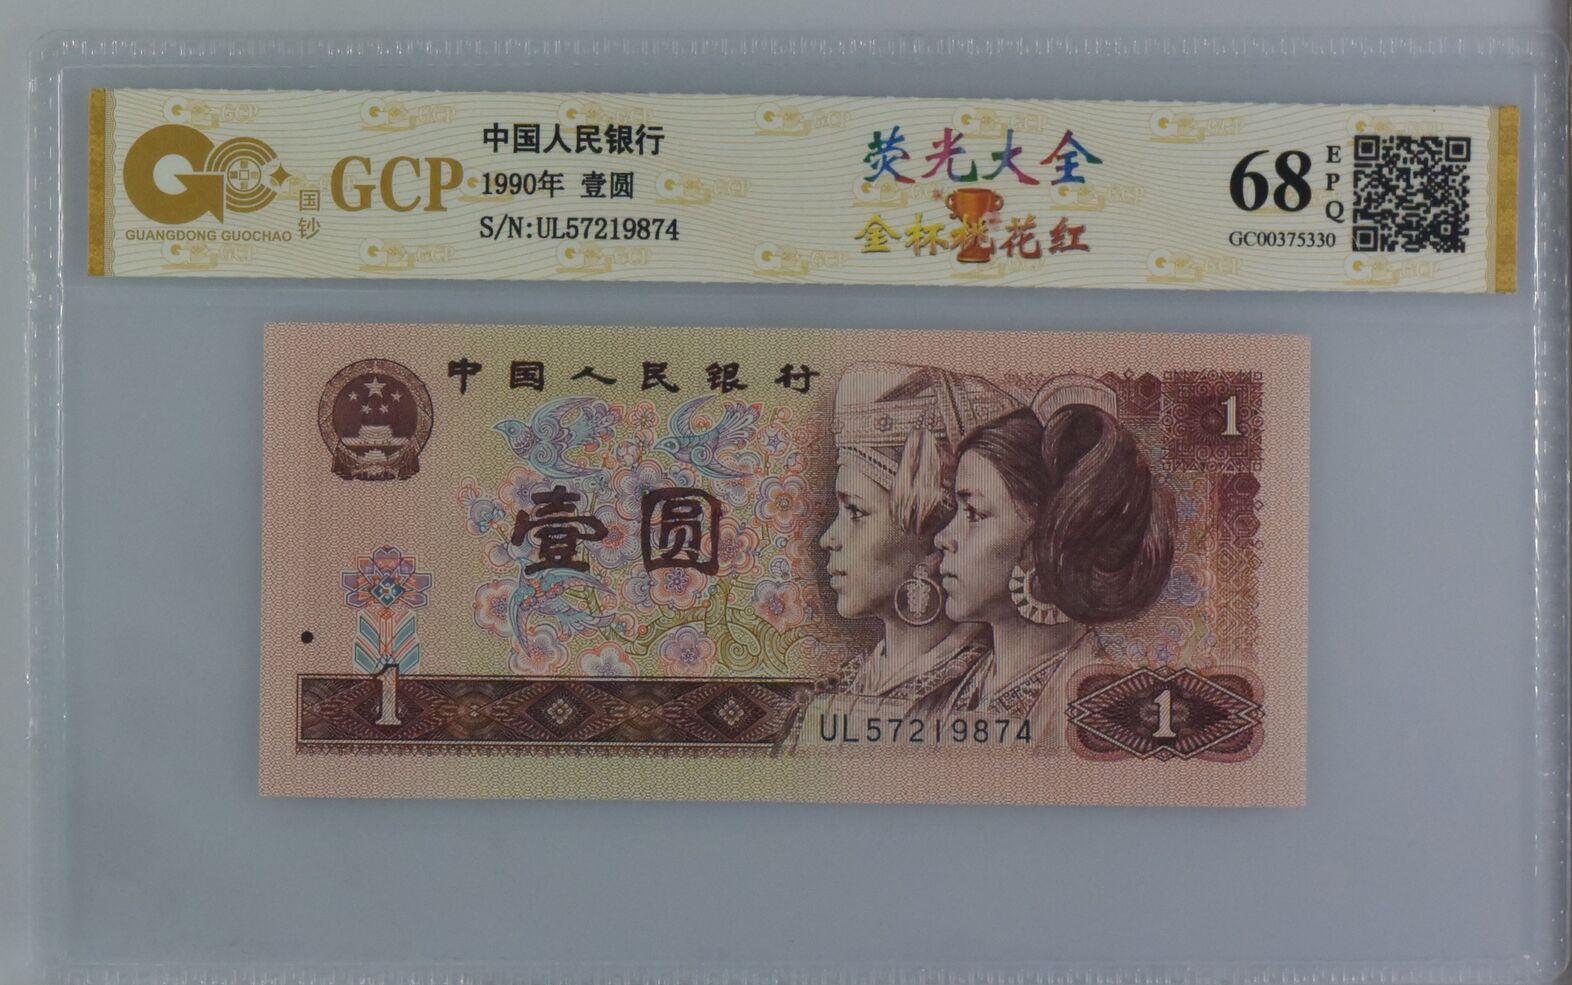 GCP
GUANGDONG GUOCHAO
国钞
中国人民银行
1990年 壹圆
S/N:UL57219874
荧光大全
金杯桃花红
68
EPQ
GC00375330
中国人民银行
1
壹圆
1
UL57219874
1